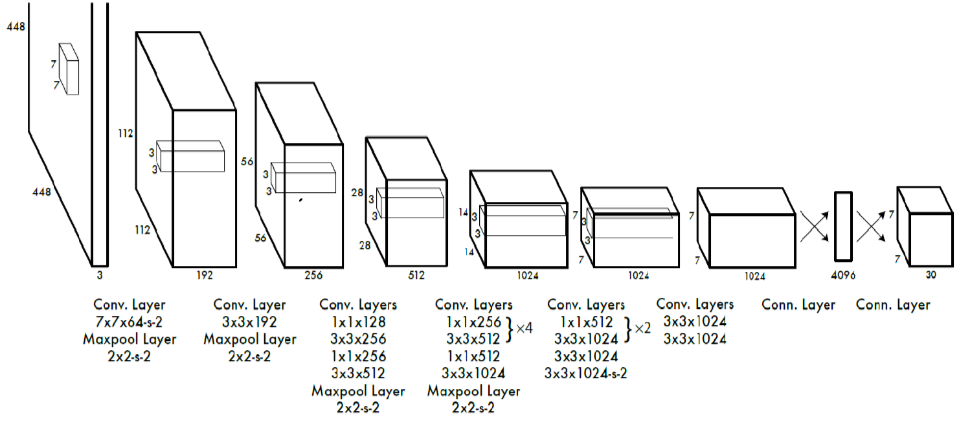 448
7
7
448
3
112
3
3
112
192
56
3
3
56
256
28
3
3
28
512
14
3
3
14
1024
7
3
3
7
1024
7
7
1024
4096
7
7
30
Conv. Layer
7x7x64-s-2
Maxpool Layer
2x2-s-2
Conv. Layer
3x3x192
Maxpool Layer
2x2-s-2
Conv. Layers
1x1x128
3x3x256
1x1x256
3x3x512
Maxpool Layer
2x2-s-2
Conv. Layers
1x1x256
3x3x512
} ×4
1x1x512
3x3x1024
Maxpool Layer
2x2-s-2
Conv. Layers
1x1x512
3x3x1024
} ×2
3x3x1024
3x3x1024-s-2
Conv. Layers
3x3x1024
3x3x1024
Conn. Layer
Conn. Layer